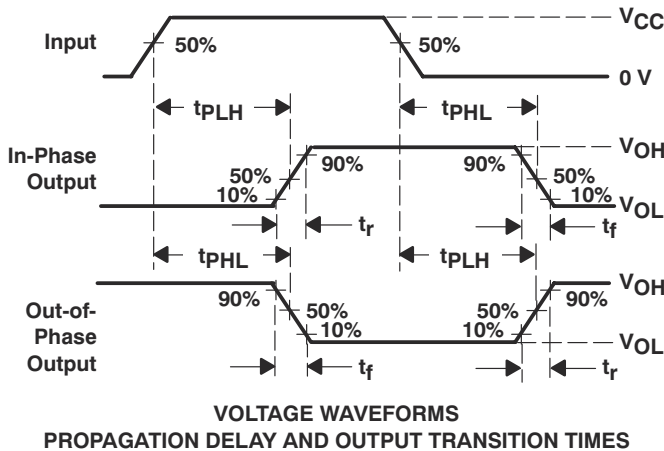 Input
50%
50%
VCC
0 V
tPLH
tPHL
In-Phase
Output
50%
10%
90%
90%
50%
10%
VOH
VOL
tr
tf
tPHL
tPLH
Out-of-
Phase
Output
90%
50%
10%
50%
10%
90%
VOH
VOL
tf
tr
VOLTAGE WAVEFORMS
PROPAGATION DELAY AND OUTPUT TRANSITION TIMES